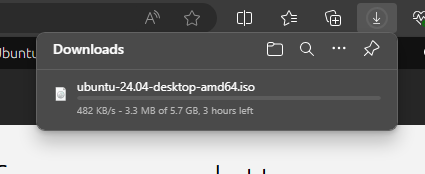 Ubuntu
Downloads
ubuntu-24.04-desktop-amd64.iso
482 KB/s - 3.3 MB of 5.7 GB, 3 hours left